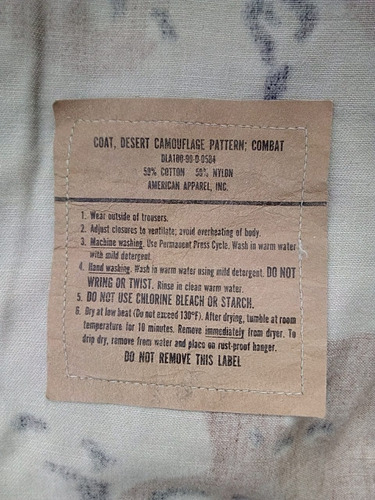 COAT, DESERT CAMOUFLAGE PATTERN: COMBAT
DLA100-90-D-0504
50% COTTON 50% NYLON
AMERICAN APPAREL, INC.
1. Wear outside of trousers.
2. Adjust closures to ventilate; avoid overheating of body.
3. Machine washing. Use Permanent Press Cycle. Wash in warm water
with mild detergent.
4. Hand washing. Wash in warm water using mild detergent. DO NOT
WRING OR TWIST. Rinse in clean warm water.
5. DO NOT USE CHLORINE BLEACH OR STARCH.
6. Dry at low heat (Do not exceed 130°F). After drying, tumble at room
temperature for 10 minutes. Remove immediately from dryer. To
drip dry, remove from water and place on rust-proof hanger.
DO NOT REMOVE THIS LABEL